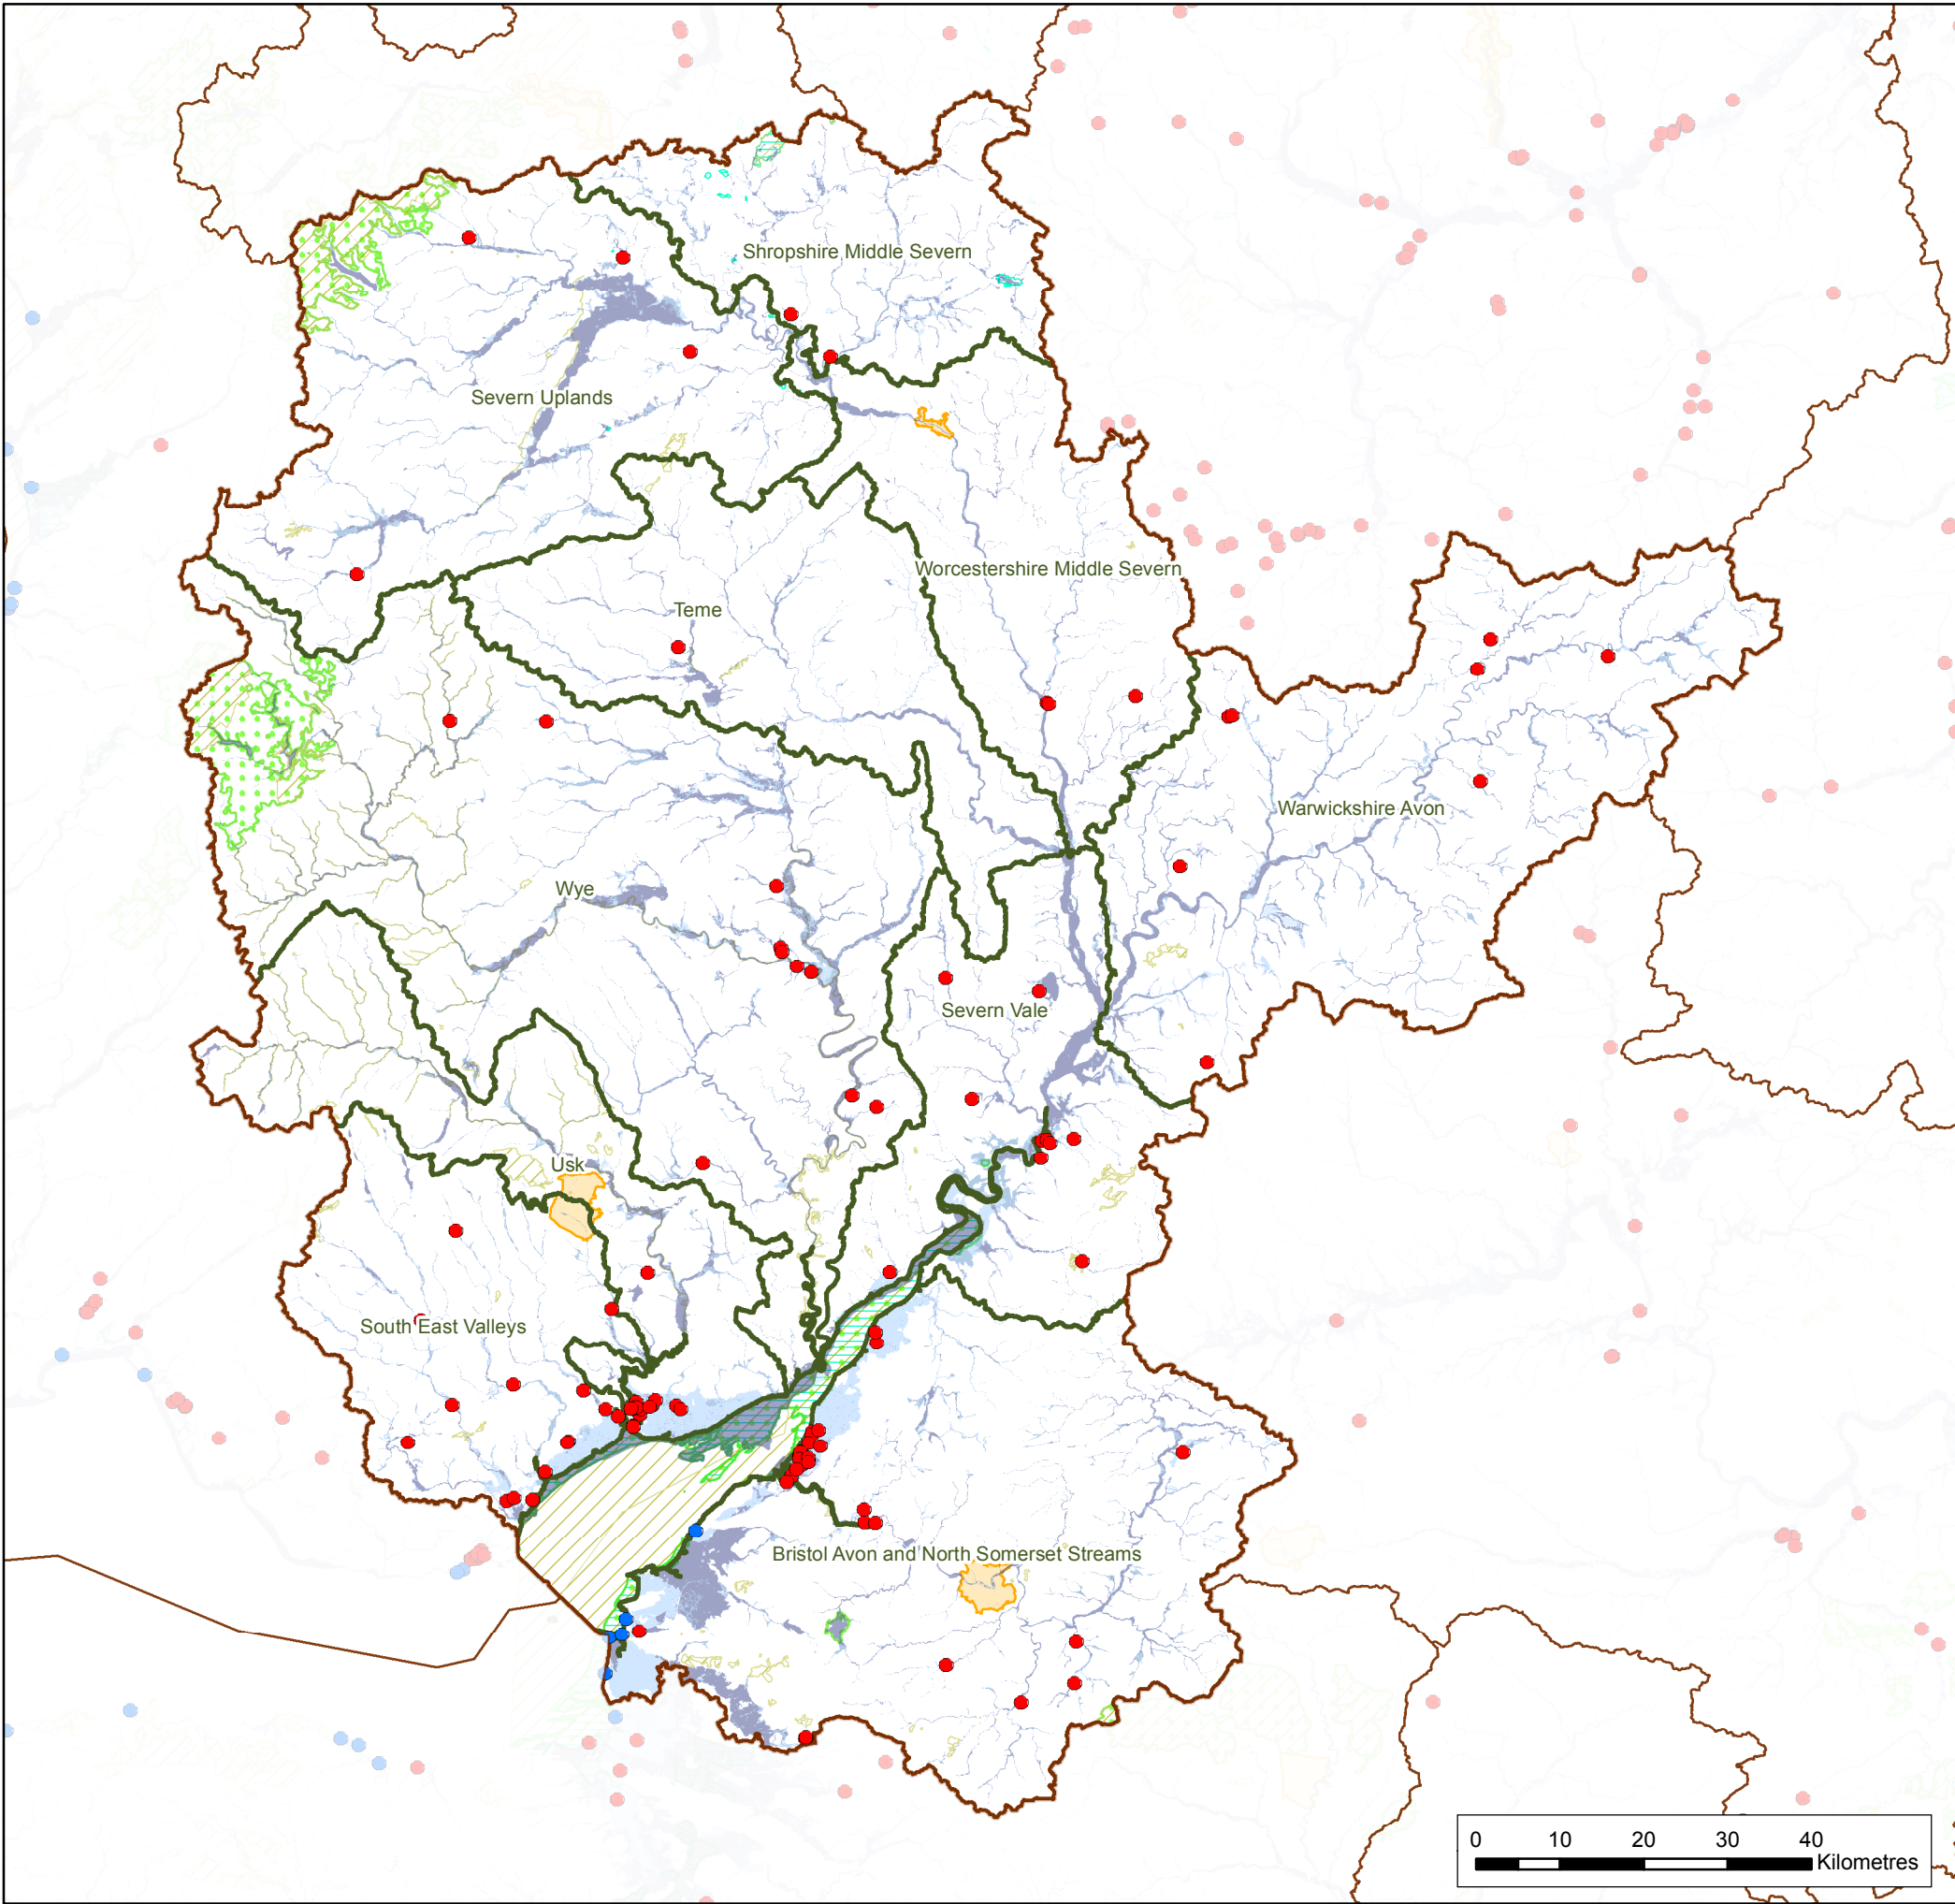 Shropshire Middle Severn
Severn Uplands
Worcestershire Middle Severn
Teme
Warwickshire Avon
Wye
Severn Vale
Usk
South East Valleys
Bristol Avon and North Somerset Streams
0 10 20 30 40
Kilometres